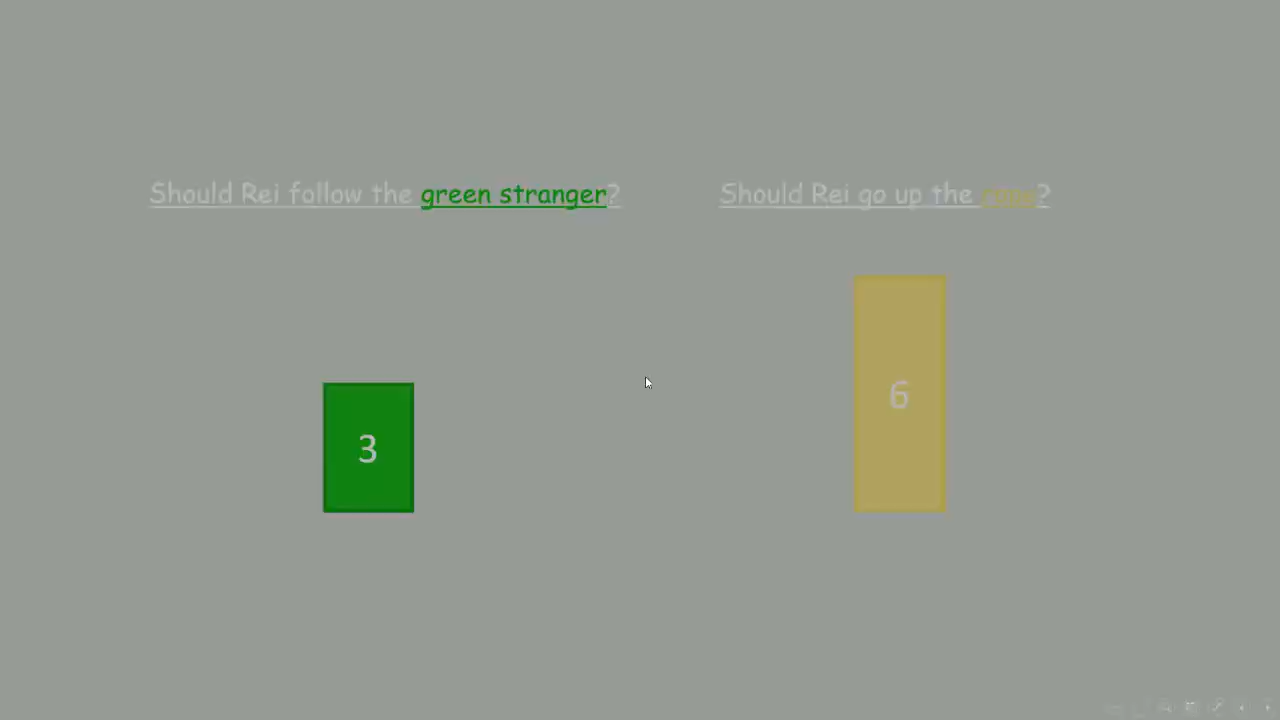 Should Rei follow the green stranger?
Should Rei go up the rope?
3
6